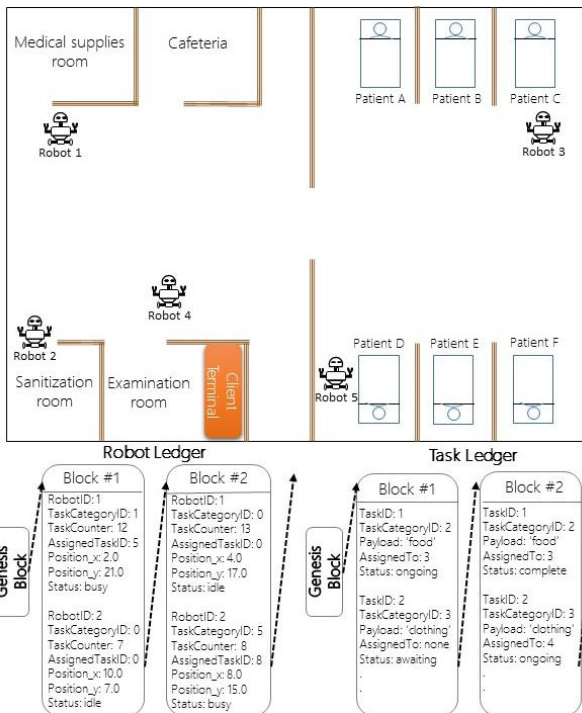 Medical supplies
room
Cafeteria
Patient A
Patient B
Patient C
Robot 1
Robot 3
Robot 4
Robot 2
Patient D
Patient E
Patient F
Sanitization
room
Examination
room
Client
Terminal
Robot 5
Robot Ledger
Task Ledger
Genesis
Block
Block #1
RobotID: 1
TaskCategoryID: 1
TaskCounter: 12
AssignedTaskID: 5
Position_x: 2.0
Position_y: 21.0
Status: busy
RobotID: 2
TaskCategoryID: 0
TaskCounter: 7
AssignedTaskID: 0
Position_x: 10.0
Position_y: 7.0
Status: idle
Block #2
RobotID: 1
TaskCategoryID: 0
TaskCounter: 13
AssignedTaskID: 0
Position_x: 4.0
Position_y: 17.0
Status: idle
RobotID: 2
TaskCategoryID: 5
TaskCounter: 8
AssignedTaskID: 8
Position_x: 8.0
Position_y: 15.0
Status: busy
Genesis
Block
Block #1
TaskID: 1
TaskCategoryID: 2
Payload: 'food'
AssignedTo: 3
Status: ongoing
TaskID: 2
TaskCategoryID: 3
Payload: 'clothing'
AssignedTo: none
Status: awaiting
.
.
Block #2
TaskID: 1
TaskCategoryID: 2
Payload: 'food'
AssignedTo: 3
Status: complete
TaskID: 2
TaskCategoryID: 3
Payload: 'clothing'
AssignedTo: 4
Status: ongoing
.
.